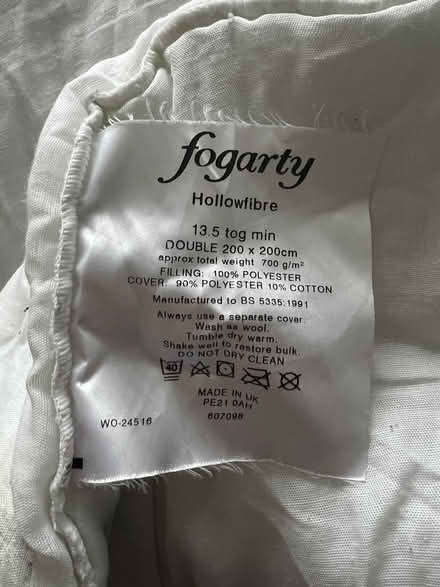 fogarty
Hollowfibre
13.5 tog min
DOUBLE 200 x 200cm
approx total weight 700 g/m²
FILLING: 100% POLYESTER
COVER: 90% POLYESTER 10% COTTON
Manufactured to BS 5335:1991
Always use a separate cover.
Wash as wool.
Tumble dry warm.
Shake well to restore bulk.
DO NOT DRY CLEAN
40
MADE IN UK
PE21 0AH
607098
WO-24516